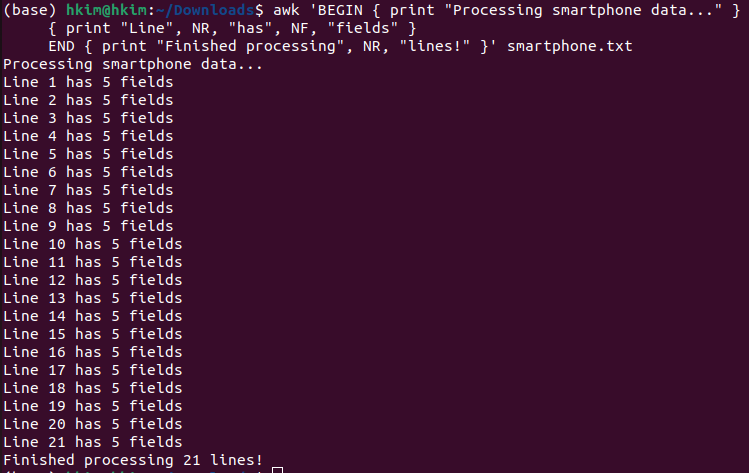 (base) hkim@hkim:~/Downloads$ awk 'BEGIN { print "Processing smartphone data..." }
{ print "Line", NR, "has", NF, "fields" }
END { print "Finished processing", NR, "lines!" }' smartphone.txt
Processing smartphone data...
Line 1 has 5 fields
Line 2 has 5 fields
Line 3 has 5 fields
Line 4 has 5 fields
Line 5 has 5 fields
Line 6 has 5 fields
Line 7 has 5 fields
Line 8 has 5 fields
Line 9 has 5 fields
Line 10 has 5 fields
Line 11 has 5 fields
Line 12 has 5 fields
Line 13 has 5 fields
Line 14 has 5 fields
Line 15 has 5 fields
Line 16 has 5 fields
Line 17 has 5 fields
Line 18 has 5 fields
Line 19 has 5 fields
Line 20 has 5 fields
Line 21 has 5 fields
Finished processing 21 lines!